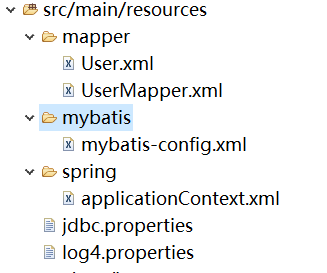 src/main/resources
mapper
User.xml
UserMapper.xml
mybatis
mybatis-config.xml
spring
applicationContext.xml
jdbc.properties
log4.properties